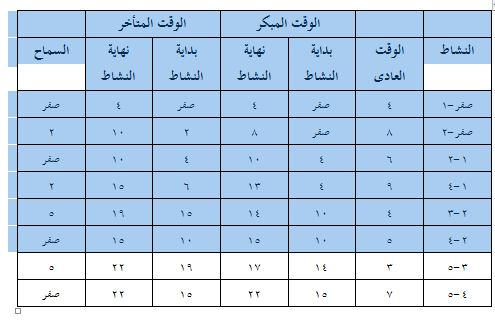 الوقت المبكر الوقت المتأخر
النشاط الوقت العادى بداية النشاط نهاية النشاط بداية النشاط نهاية النشاط السماح
صفر-١ ٤ صفر ٤ صفر ٤ صفر
صفر-٢ ٨ صفر ٨ ٢ ١٠ ٢
١-٢ ٦ ٤ ١٠ ٤ ١٠ صفر
١-٤ ٩ ٤ ١٣ ٦ ١٥ ٢
٢-٣ ٤ ١٠ ١٤ ١٥ ١٩ ٥
٢-٤ ٥ ١٠ ١٥ ١٠ ١٥ صفر
٣-٥ ٣ ١٤ ١٧ ١٩ ٢٢ ٥
٤-٥ ٧ ١٥ ٢٢ ١٥ ٢٢ صفر